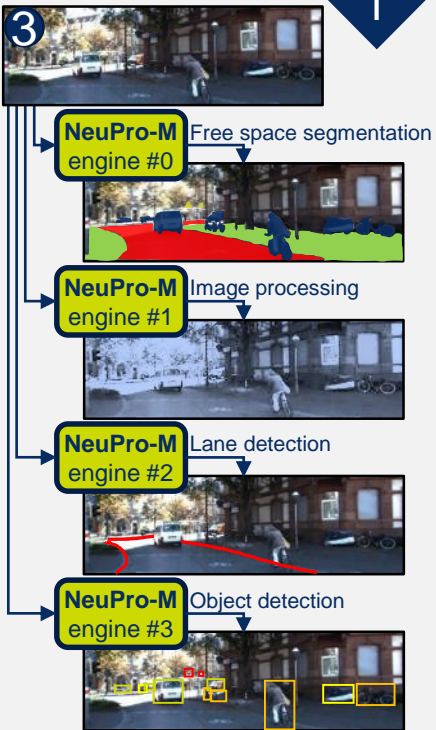 3
1
NeuPro-M
engine #0
Free space segmentation
NeuPro-M
engine #1
Image processing
NeuPro-M
engine #2
Lane detection
NeuPro-M
engine #3
Object detection